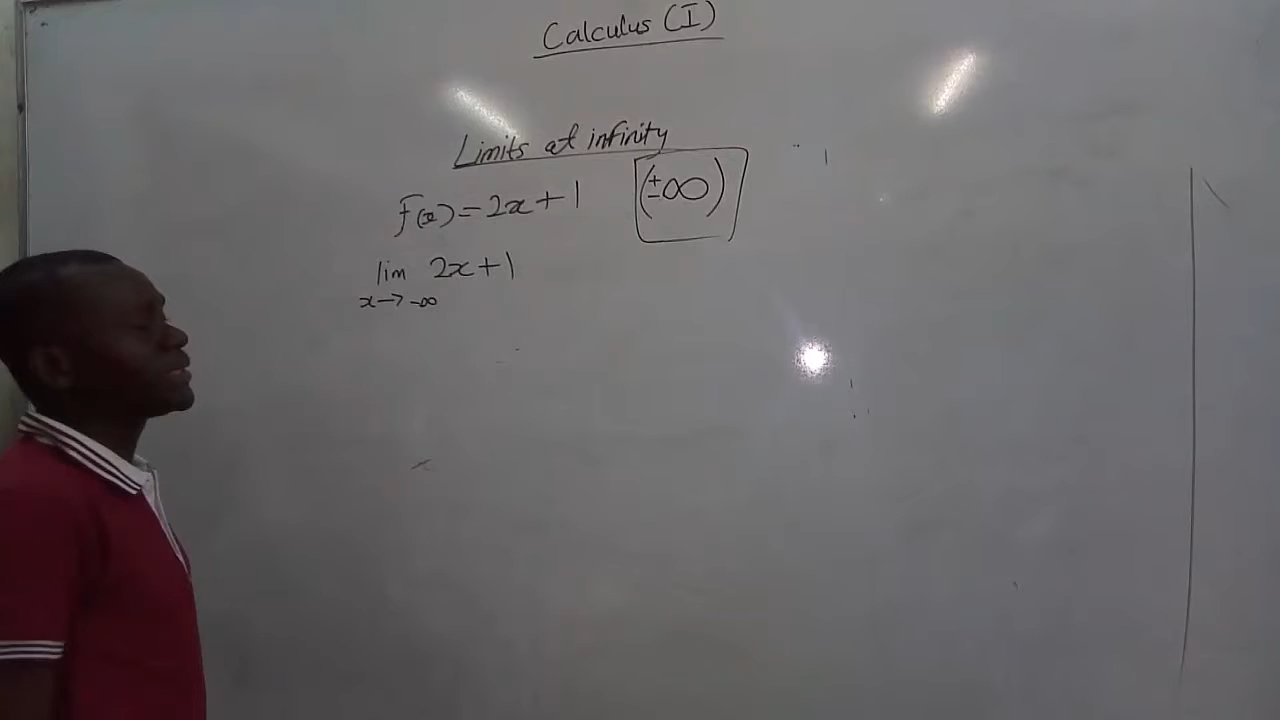 Calculus (I)
Limits at infinity
F(x) = 2x + 1 (±∞)
lim 2x + 1
x → -∞